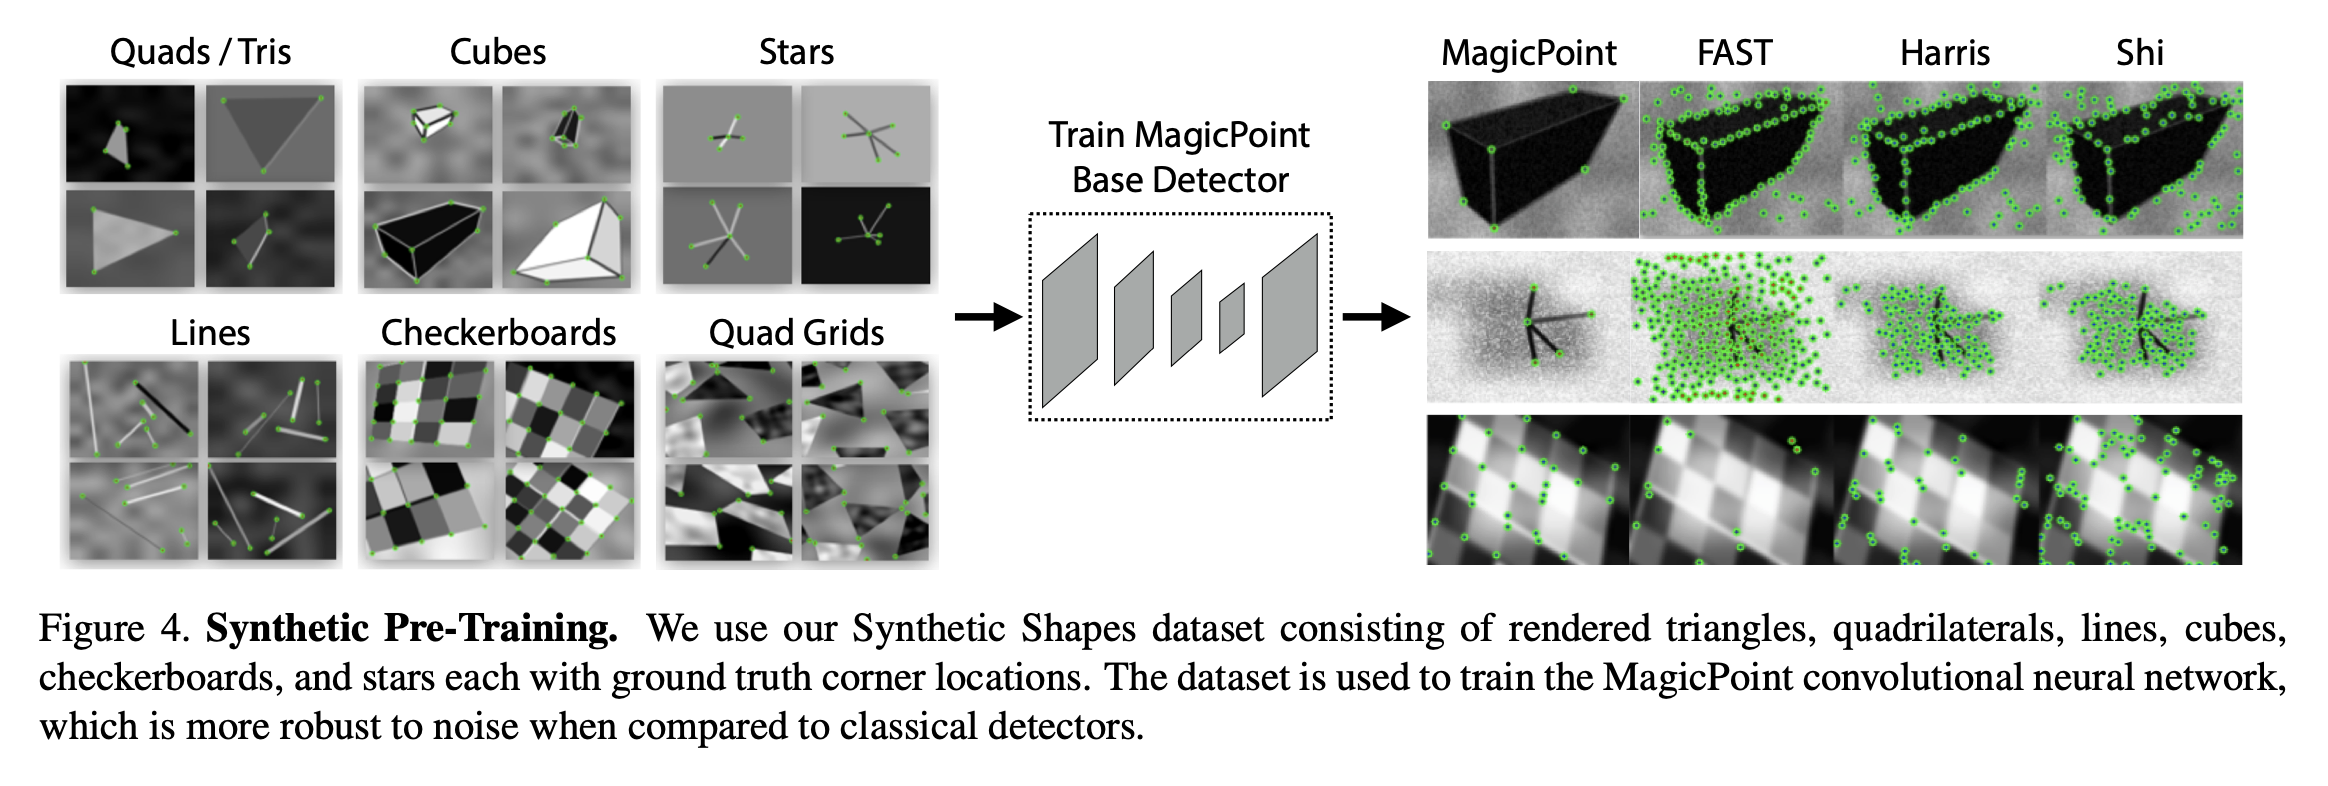 Quads / Tris
Cubes
Stars
Lines
Checkerboards
Quad Grids
Train MagicPoint
Base Detector
MagicPoint
FAST
Harris
Shi
Figure 4. Synthetic Pre-Training. We use our Synthetic Shapes dataset consisting of rendered triangles, quadrilaterals, lines, cubes,
checkerboards, and stars each with ground truth corner locations. The dataset is used to train the MagicPoint convolutional neural network,
which is more robust to noise when compared to classical detectors.